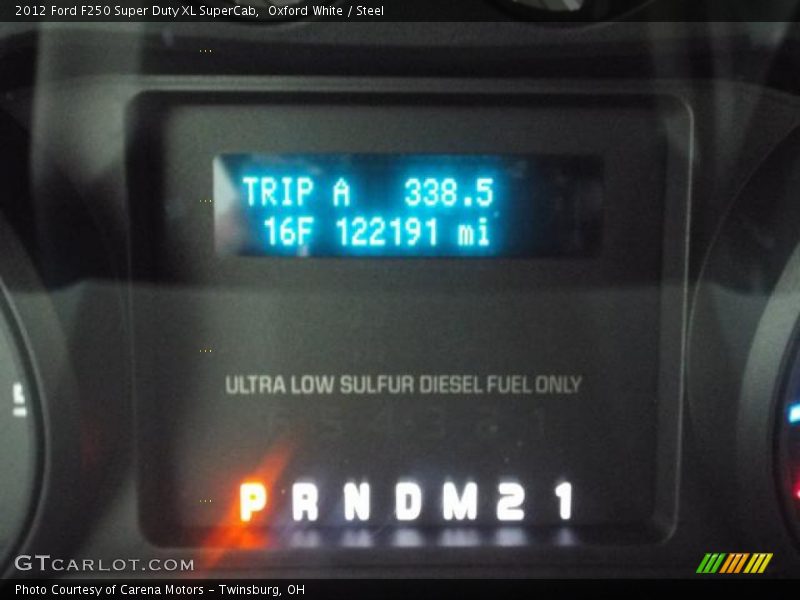 2012 Ford F250 Super Duty XL SuperCab, Oxford White / Steel
TRIP A 338.5
16F 122191 mi
ULTRA LOW SULFUR DIESEL FUEL ONLY
P R N D M 2 1
GTCARLOT.COM
Photo Courtesy of Carena Motors - Twinsburg, OH